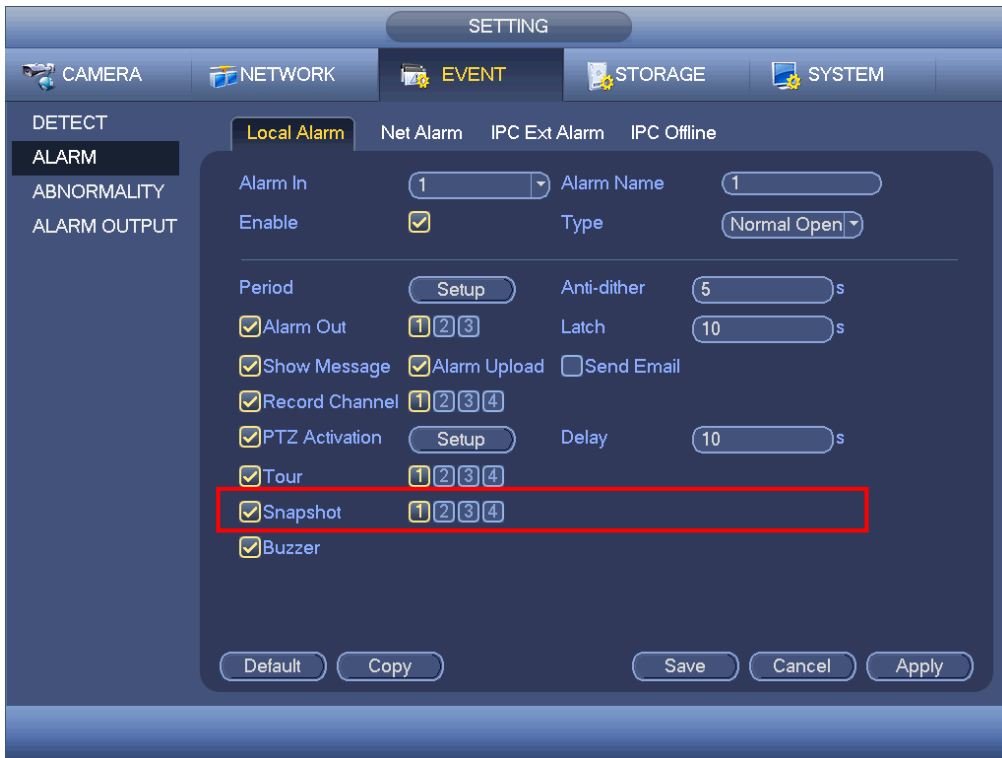 SETTING
CAMERA NETWORK EVENT STORAGE SYSTEM
DETECT
ALARM
ABNORMALITY
ALARM OUTPUT
Local Alarm Net Alarm IPC Ext Alarm IPC Offline
Alarm In 1 Alarm Name 1
Enable Type Normal Open
Period Setup Anti-dither 5 s
Alarm Out 1 2 3 Latch 10 s
Show Message Alarm Upload Send Email
Record Channel 1 2 3 4
PTZ Activation Setup Delay 10 s
Tour 1 2 3 4
Snapshot 1 2 3 4
Buzzer
Default Copy Save Cancel Apply